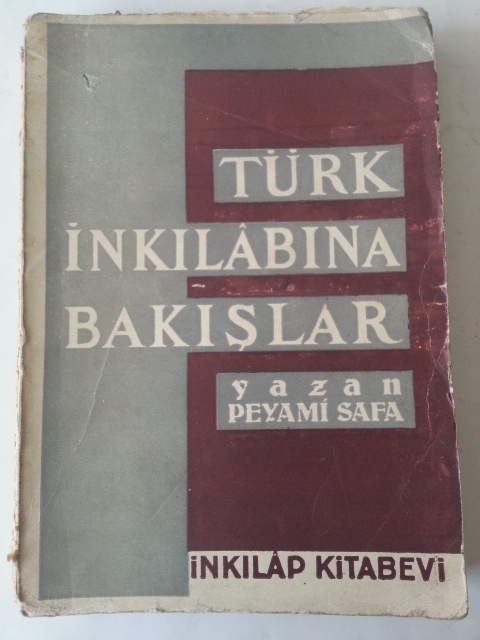 TÜRK
İNKILÂBINA
BAKIŞLAR
yazan
PEYAMİ SAFA
İNKILÂP KİTABEVİ